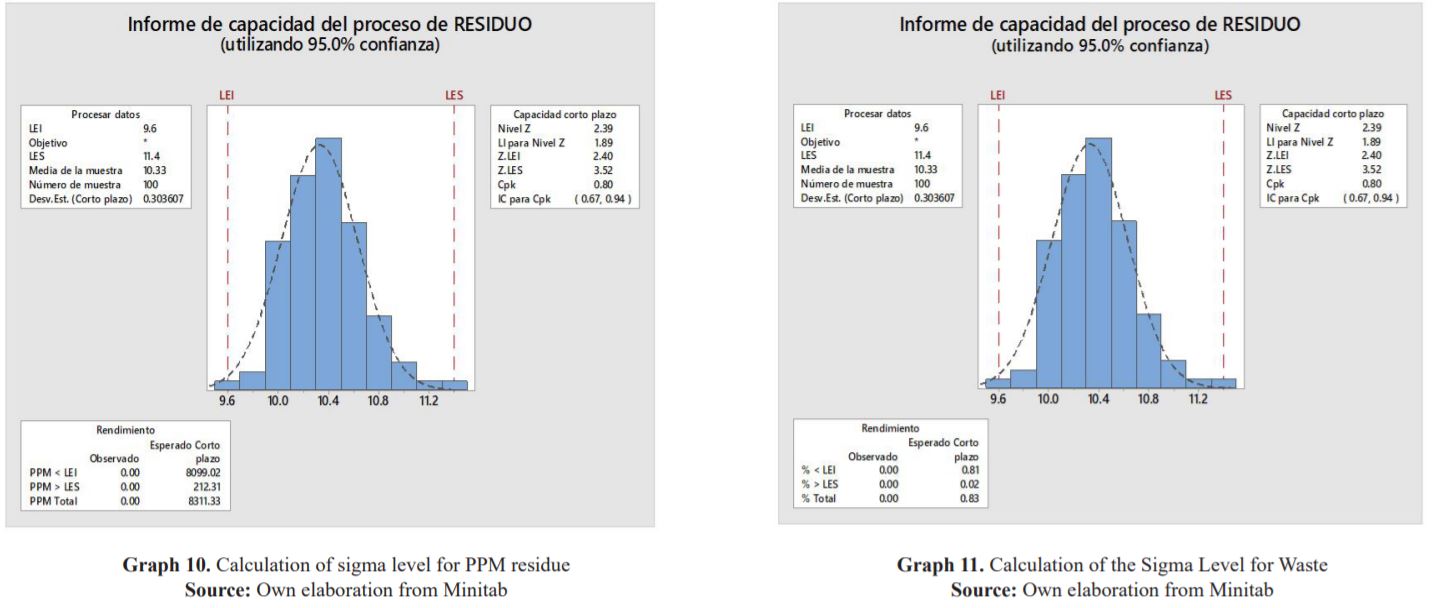 Informe de capacidad del proceso de RESIDUO
(utilizando 95.0% confianza)
LEI LES
Procesar datos
LEI 9.6
Objetivo *
LES 11.4
Media de la muestra 10.33
Número de muestra 100
Desv.Est. (Corto plazo) 0.303607
Capacidad corto plazo
Nivel Z 2.39
LI para Nivel Z 1.89
Z.LEI 2.40
Z.LES 3.52
Cpk 0.80
IC para Cpk ( 0.67, 0.94 )
9.6 10.0 10.4 10.8 11.2
Rendimiento
Esperado Corto
Observado plazo
PPM < LEI 0.00 8099.02
PPM > LES 0.00 212.31
PPM Total 0.00 8311.33
Graph 10. Calculation of sigma level for PPM residue
Source: Own elaboration from Minitab
Informe de capacidad del proceso de RESIDUO
(utilizando 95.0% confianza)
LEI LES
Procesar datos
LEI 9.6
Objetivo *
LES 11.4
Media de la muestra 10.33
Número de muestra 100
Desv.Est. (Corto plazo) 0.303607
Capacidad corto plazo
Nivel Z 2.39
LI para Nivel Z 1.89
Z.LEI 2.40
Z.LES 3.52
Cpk 0.80
IC para Cpk ( 0.67, 0.94 )
9.6 10.0 10.4 10.8 11.2
Rendimiento
Esperado Corto
Observado plazo
% < LEI 0.00 0.81
% > LES 0.00 0.02
% Total 0.00 0.83
Graph 11. Calculation of the Sigma Level for Waste
Source: Own elaboration from Minitab